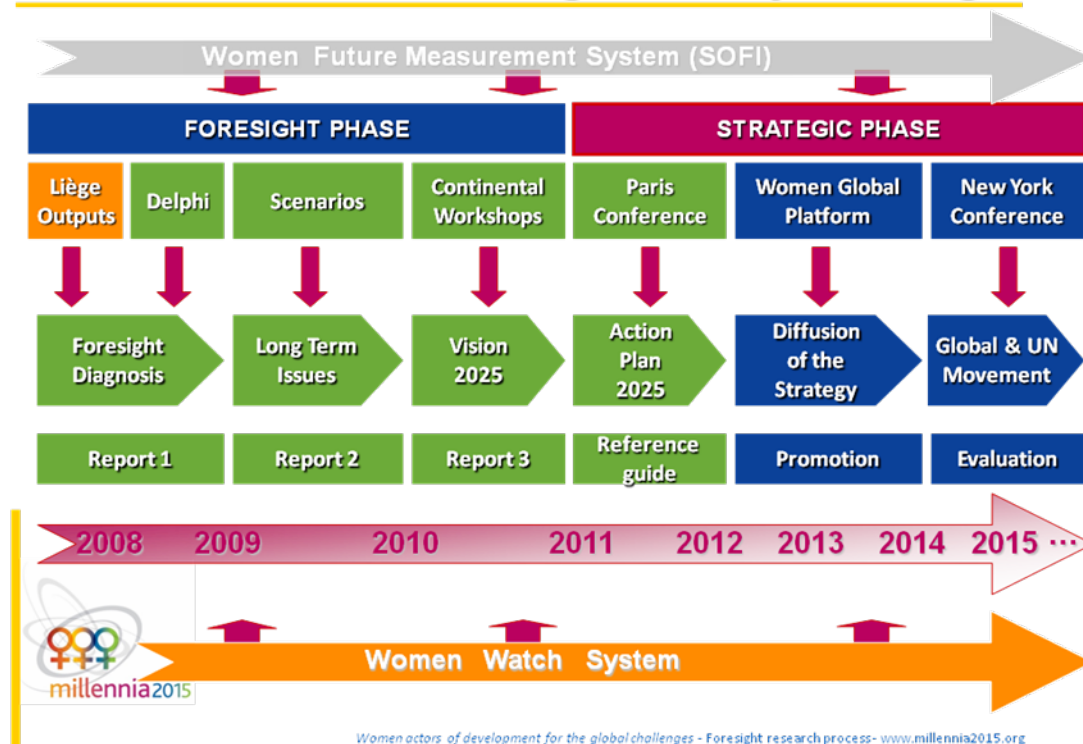 Women Future Measurement System (SOFI)
FORESIGHT PHASE
STRATEGIC PHASE
Liège
Outputs
Delphi
Scenarios
Continental
Workshops
Paris
Conference
Women Global
Platform
New York
Conference
Foresight
Diagnosis
Long Term
Issues
Vision
2025
Action
Plan
2025
Diffusion
of the
Strategy
Global & UN
Movement
Report 1
Report 2
Report 3
Reference
guide
Promotion
Evaluation
2008 2009 2010 2011 2012 2013 2014 2015 ...
millennia2015
Women Watch System
Women actors of development for the global challenges - Foresight research process- www.millennia2015.org